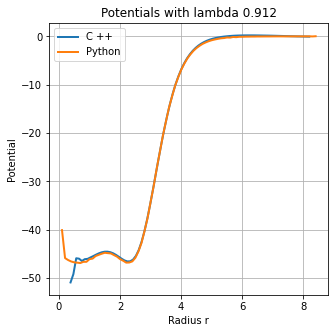 Potentials with lambda 0.912
C ++
Python
0
−10
−20
−30
−40
−50
Potential
0 2 4 6 8
Radius r